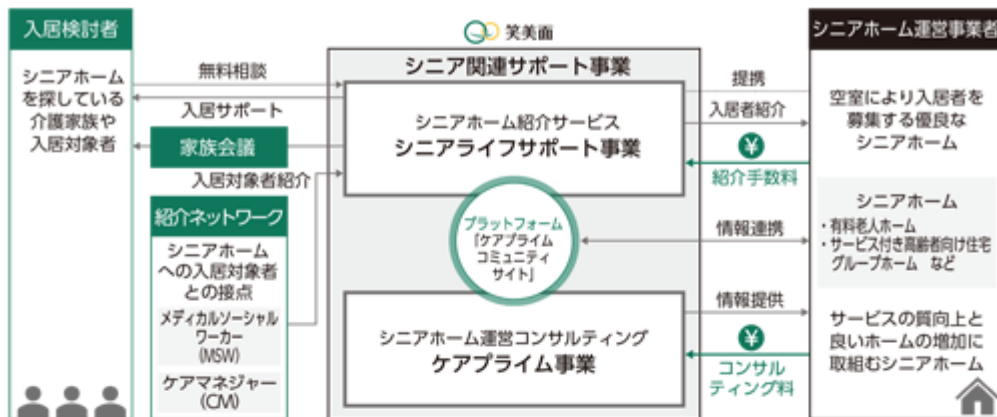 入居検討者
シニアホーム
を探している
介護家族や
入居対象者
無料相談
入居サポート
家族会議
入居対象者紹介
紹介ネットワーク
シニアホーム
への入居対象者
との接点
メディカルソーシャル
ワーカー
(MSW)
ケアマネジャー
(CM)
笑美面
シニア関連サポート事業
シニアホーム紹介サービス
シニアライフサポート事業
プラットフォーム
「ケアプライム
コミュニティ
サイト」
シニアホーム運営コンサルティング
ケアプライム事業
提携
入居者紹介
¥
紹介手数料
情報連携
情報提供
¥
コンサル
ティング料
シニアホーム運営事業者
空室により入居者を
募集する優良な
シニアホーム
シニアホーム
・有料老人ホーム
・サービス付き高齢者向け住宅
グループホーム など
サービスの質向上と
良いホームの増加に
取組むシニアホーム